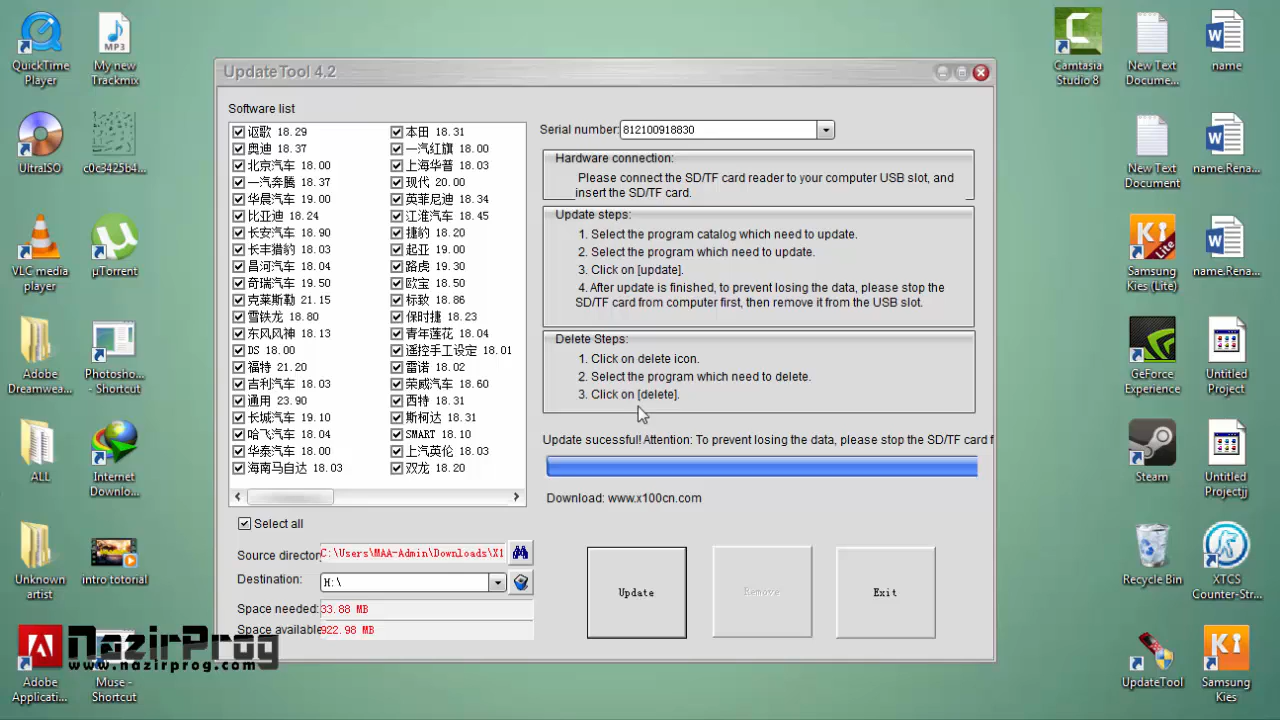 QuickTime
Player
My new
Trackmix
UltraISO
c0c3425b4...
VLC media
player
µTorrent
Adobe
Dreamwea...
Photosho...
- Shortcut
ALL
Internet
Downlo...
Unknown
artist
intro totorial
Adobe
Applicati...
Muse -
Shortcut
NazirProg
www.nazirprog.com
UpdateTool 4.2
Software list
讴歌 18.29
奥迪 18.37
北京汽车 18.00
一汽奔腾 18.37
华晨汽车 19.00
比亚迪 18.24
长安汽车 18.90
长丰猎豹 18.03
昌河汽车 18.04
奇瑞汽车 19.50
克莱斯勒 21.15
雪铁龙 18.80
东风风神 18.13
DS 18.00
福特 21.20
吉利汽车 18.03
通用 23.90
长城汽车 19.10
哈飞汽车 18.04
华泰汽车 18.00
海南马自达 18.03
本田 18.31
一汽红旗 18.00
上海华普 18.03
现代 20.00
英菲尼迪 18.34
江淮汽车 18.45
捷豹 18.20
起亚 19.00
路虎 19.30
欧宝 18.50
标致 18.86
保时捷 18.23
青年莲花 18.04
遥控手工设定 18.01
雷诺 18.02
荣威汽车 18.60
西特 18.31
斯柯达 18.31
SMART 18.10
上汽英伦 18.03
双龙 18.20
Select all
Source director
C:\Users\MAA-Admin\Downloads\X1
Destination:
H:\
Space needed:
33.88 MB
Space available
922.98 MB
Serial number:
812100918830
Hardware connection:
Please connect the SD/TF card reader to your computer USB slot, and
insert the SD/TF card.
Update steps:
1. Select the program catalog which need to update.
2. Select the program which need to update.
3. Click on [update].
4. After update is finished, to prevent losing the data, please stop the
SD/TF card from computer first, then remove it from the USB slot.
Delete Steps:
1. Click on delete icon.
2. Select the program which need to delete.
3. Click on [delete].
Update sucessful! Attention: To prevent losing the data, please stop the SD/TF card f
Download: www.x100cn.com
Update
Remove
Exit
Camtasia
Studio 8
New Text
Docume...
name
New Text
Document
name.Rena...
Samsung
Kies (Lite)
name.Rena...
GeForce
Experience
Untitled
Project
Steam
Untitled
Projectjj
Recycle Bin
XTCS
Counter-Str...
UpdateTool
Samsung
Kies